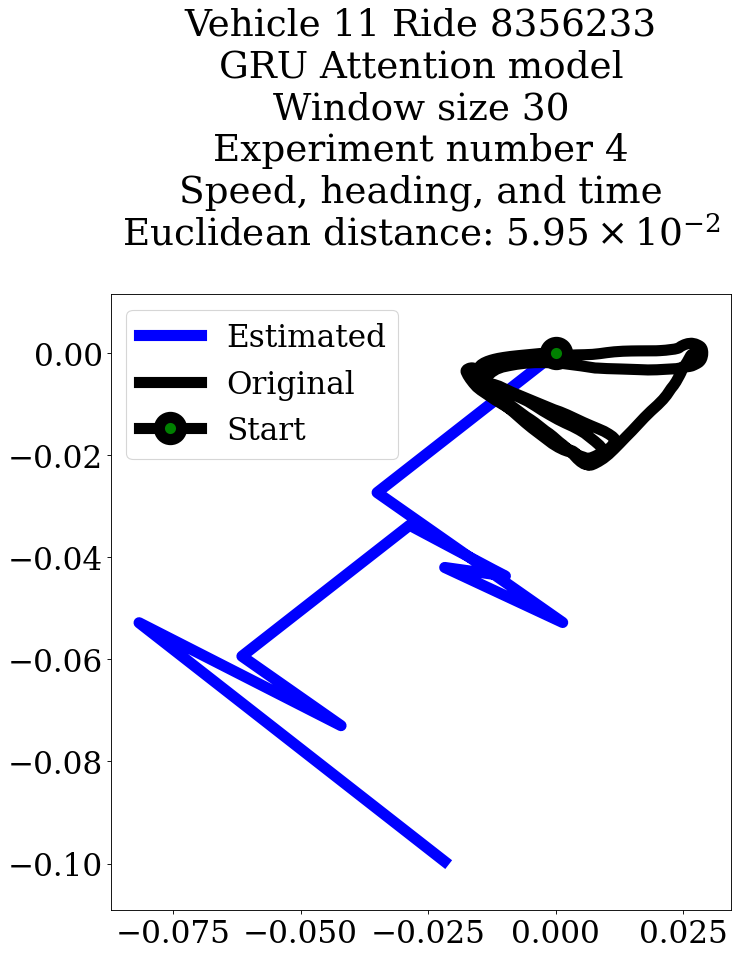 Vehicle 11 Ride 8356233
GRU Attention model
Window size 30
Experiment number 4
Speed, heading, and time
Euclidean distance: 5.95 × 10⁻²
Estimated
Original
Start
0.00
−0.02
−0.04
−0.06
−0.08
−0.10
−0.075 −0.050 −0.025 0.000 0.025